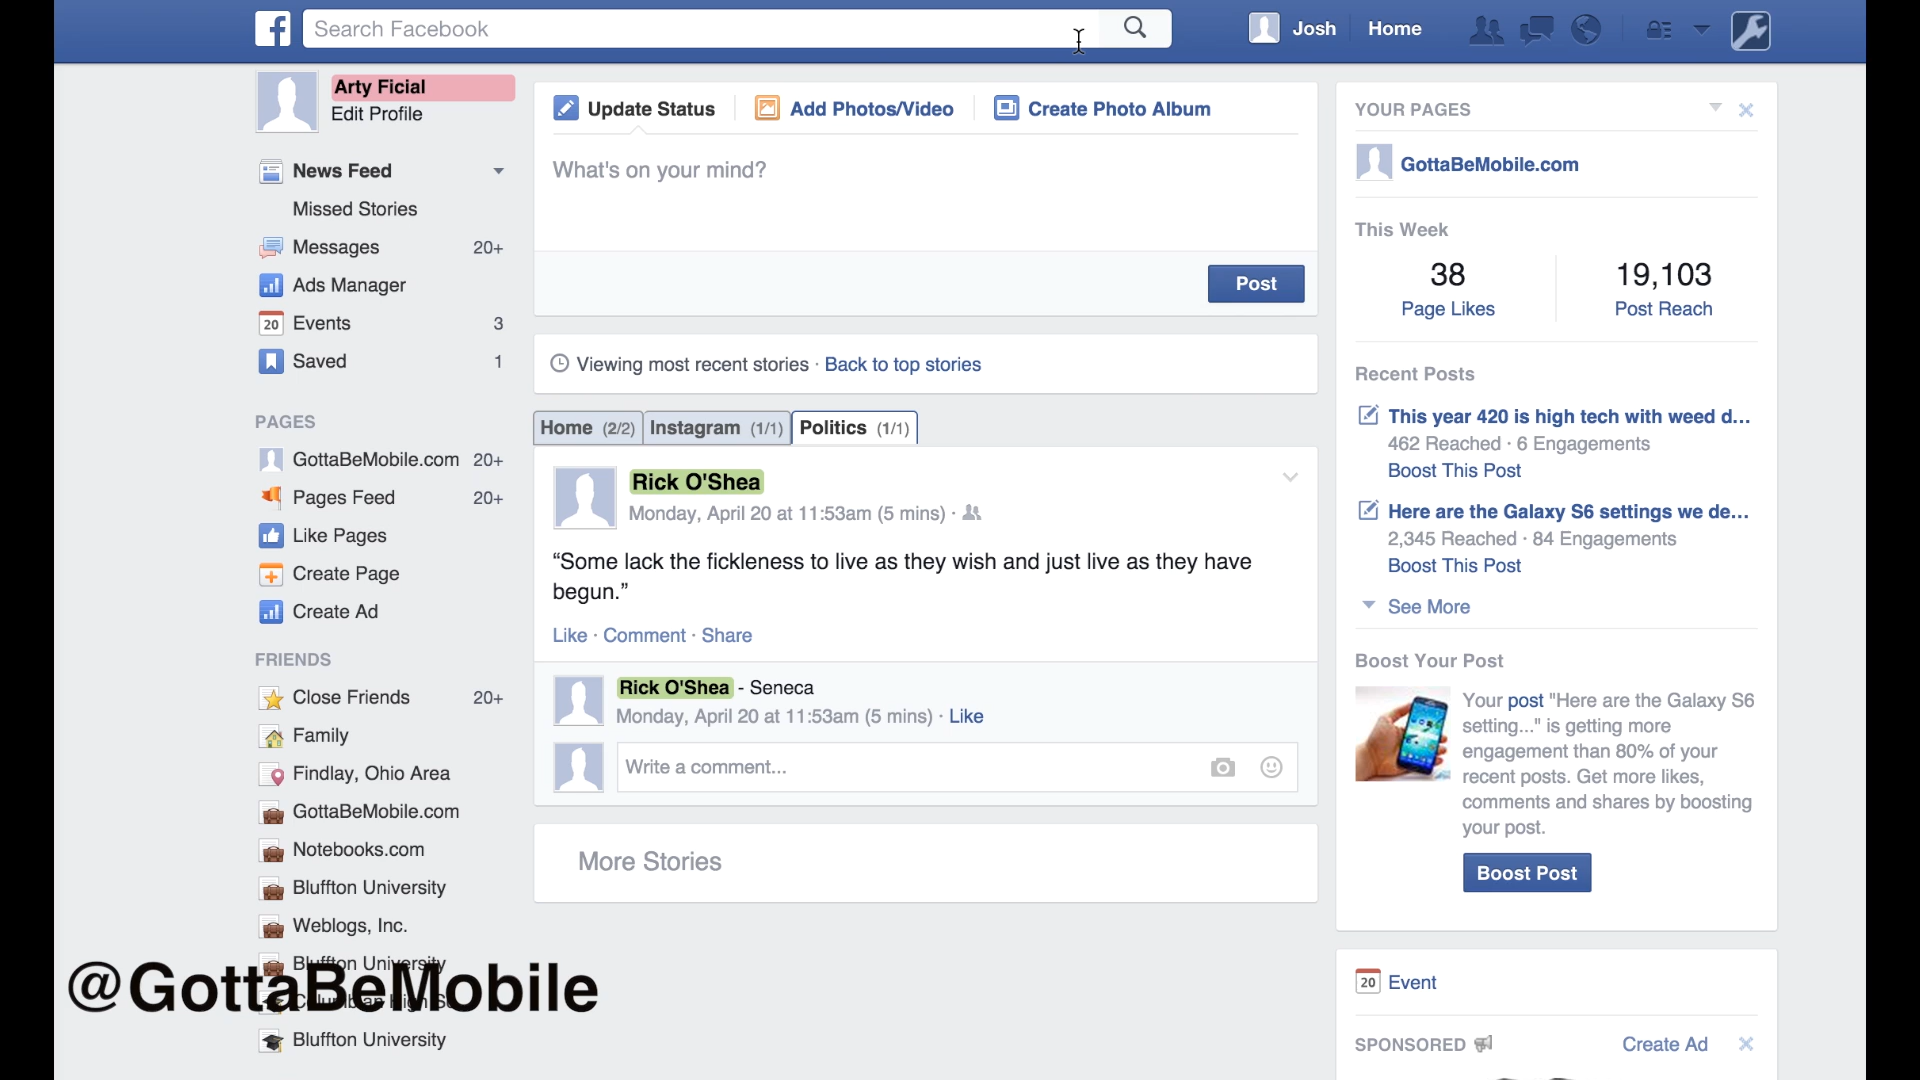 Search Facebook
Josh
Home
Arty Ficial
Edit Profile
News Feed
Missed Stories
Messages 20+
Ads Manager
20 Events 3
Saved 1
PAGES
GottaBeMobile.com 20+
Pages Feed 20+
Like Pages
Create Page
Create Ad
FRIENDS
Close Friends 20+
Family
Findlay, Ohio Area
GottaBeMobile.com
Notebooks.com
Bluffton University
Weblogs, Inc.
Bluffton University
@GottaBeMobile
Bluffton University
Update Status
Add Photos/Video
Create Photo Album
What's on your mind?
Post
Viewing most recent stories · Back to top stories
Home (2/2) Instagram (1/1) Politics (1/1)
Rick O'Shea
Monday, April 20 at 11:53am (5 mins) ·
“Some lack the fickleness to live as they wish and just live as they have
begun.”
Like · Comment · Share
Rick O'Shea - Seneca
Monday, April 20 at 11:53am (5 mins) · Like
Write a comment...
More Stories
YOUR PAGES
GottaBeMobile.com
This Week
38 19,103
Page Likes Post Reach
Recent Posts
This year 420 is high tech with weed d...
462 Reached · 6 Engagements
Boost This Post
Here are the Galaxy S6 settings we de...
2,345 Reached · 84 Engagements
Boost This Post
See More
Boost Your Post
Your post "Here are the Galaxy S6
setting..." is getting more
engagement than 80% of your
recent posts. Get more likes,
comments and shares by boosting
your post.
Boost Post
20 Event
SPONSORED
Create Ad